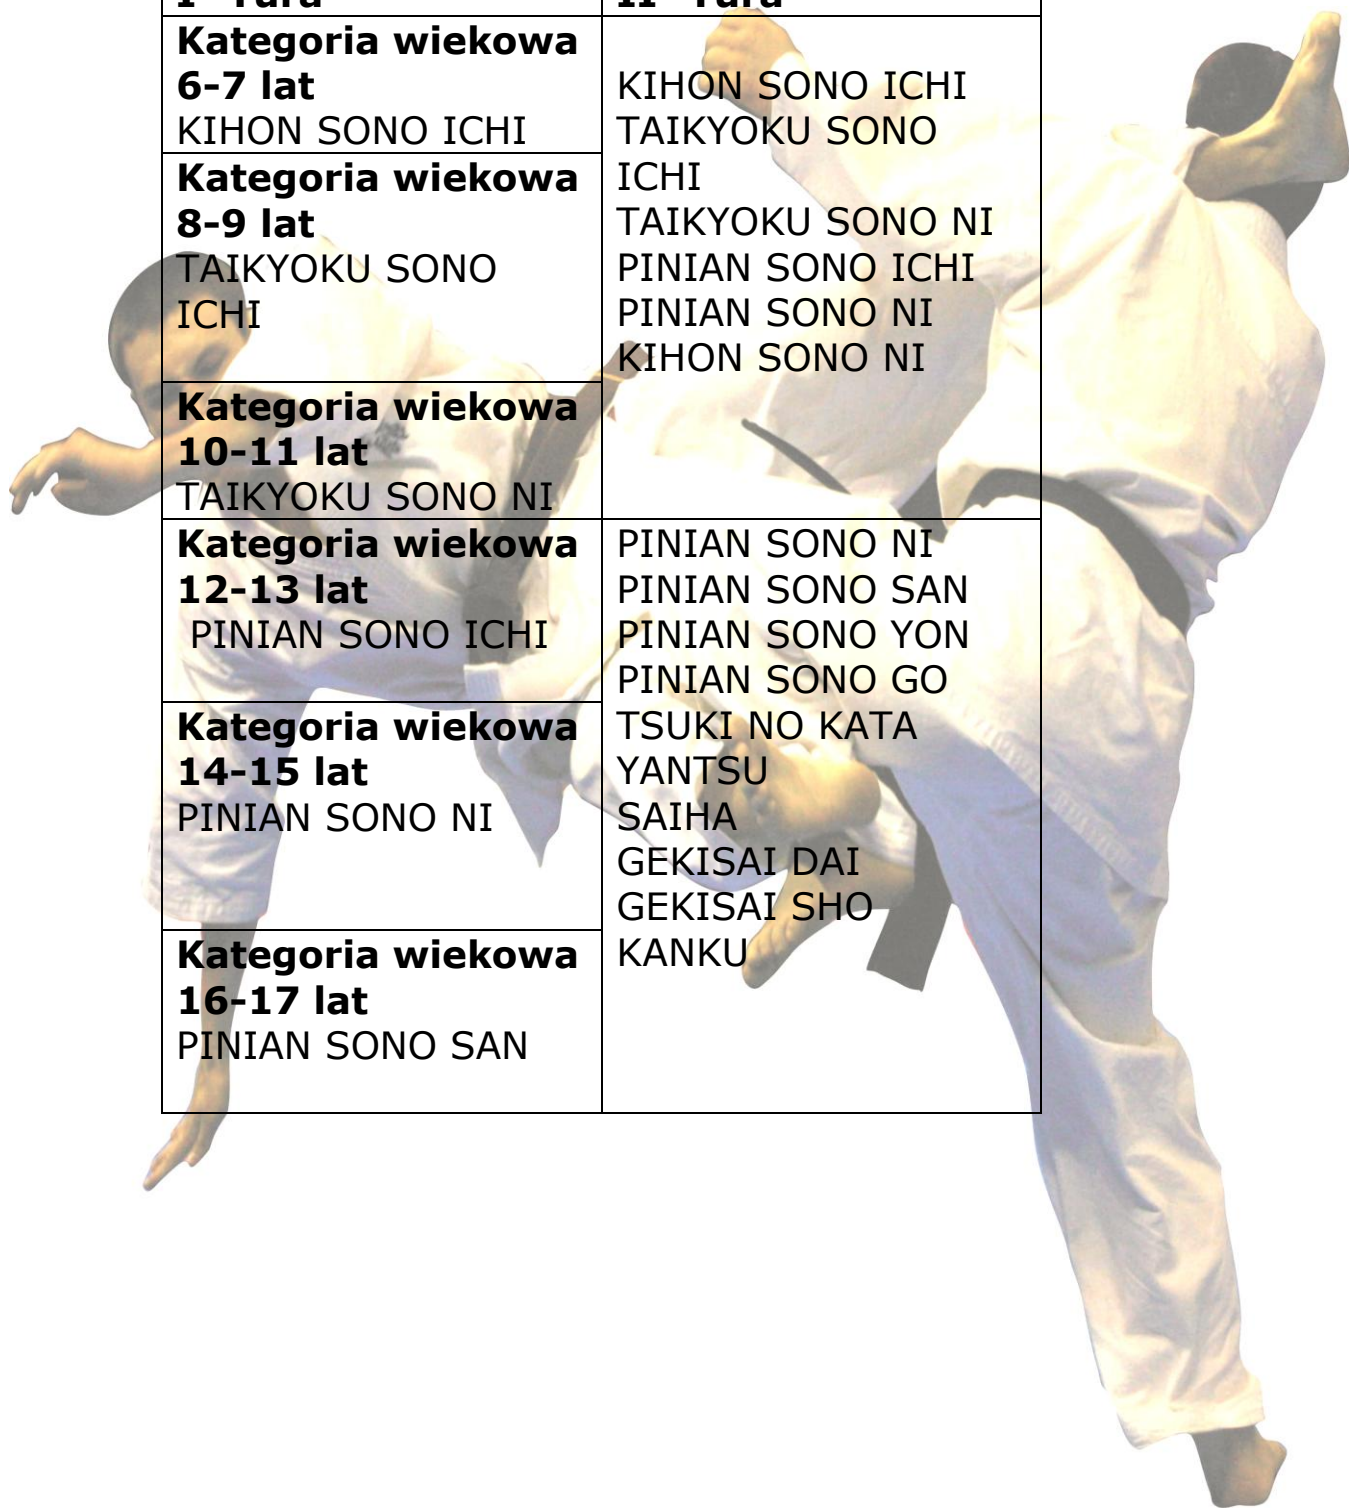 I Tura
II Tura
Kategoria wiekowa
6-7 lat
KIHON SONO ICHI
Kategoria wiekowa
8-9 lat
TAIKYOKU SONO
ICHI
Kategoria wiekowa
10-11 lat
TAIKYOKU SONO NI
KIHON SONO ICHI
TAIKYOKU SONO
ICHI
TAIKYOKU SONO NI
PINIAN SONO ICHI
PINIAN SONO NI
KIHON SONO NI
Kategoria wiekowa
12-13 lat
PINIAN SONO ICHI
Kategoria wiekowa
14-15 lat
PINIAN SONO NI
Kategoria wiekowa
16-17 lat
PINIAN SONO SAN
PINIAN SONO NI
PINIAN SONO SAN
PINIAN SONO YON
PINIAN SONO GO
TSUKI NO KATA
YANTSU
SAIHA
GEKISAI DAI
GEKISAI SHO
KANKU